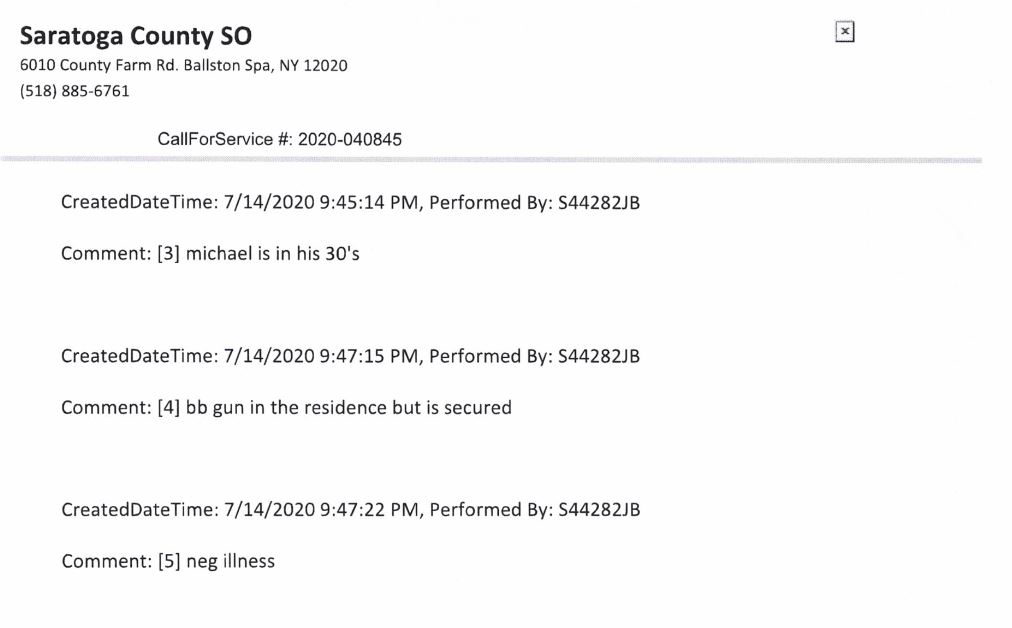 Saratoga County SO
6010 County Farm Rd. Ballston Spa, NY 12020
(518) 885-6761
CallForService #: 2020-040845
CreatedDateTime: 7/14/2020 9:45:14 PM, Performed By: S44282JB
Comment: [3] michael is in his 30's
CreatedDateTime: 7/14/2020 9:47:15 PM, Performed By: S44282JB
Comment: [4] bb gun in the residence but is secured
CreatedDateTime: 7/14/2020 9:47:22 PM, Performed By: S44282JB
Comment: [5] neg illness